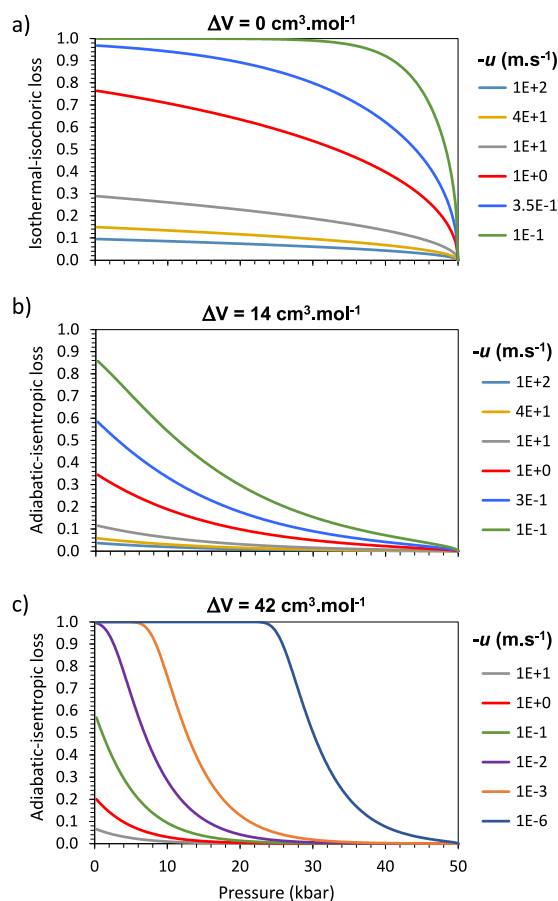 a)
ΔV = 0 cm³.mol⁻¹
Isothermal-isochoric loss
1.0
0.9
0.8
0.7
0.6
0.5
0.4
0.3
0.2
0.1
0.0
-u (m.s⁻¹)
1E+2
4E+1
1E+1
1E+0
3.5E-1
1E-1
b)
ΔV = 14 cm³.mol⁻¹
Adiabatic-isentropic loss
1.0
0.9
0.8
0.7
0.6
0.5
0.4
0.3
0.2
0.1
0.0
-u (m.s⁻¹)
1E+2
4E+1
1E+1
1E+0
3E-1
1E-1
c)
ΔV = 42 cm³.mol⁻¹
Adiabatic-isentropic loss
1.0
0.9
0.8
0.7
0.6
0.5
0.4
0.3
0.2
0.1
0.0
0 10 20 30 40 50
Pressure (kbar)
-u (m.s⁻¹)
1E+1
1E+0
1E-1
1E-2
1E-3
1E-6